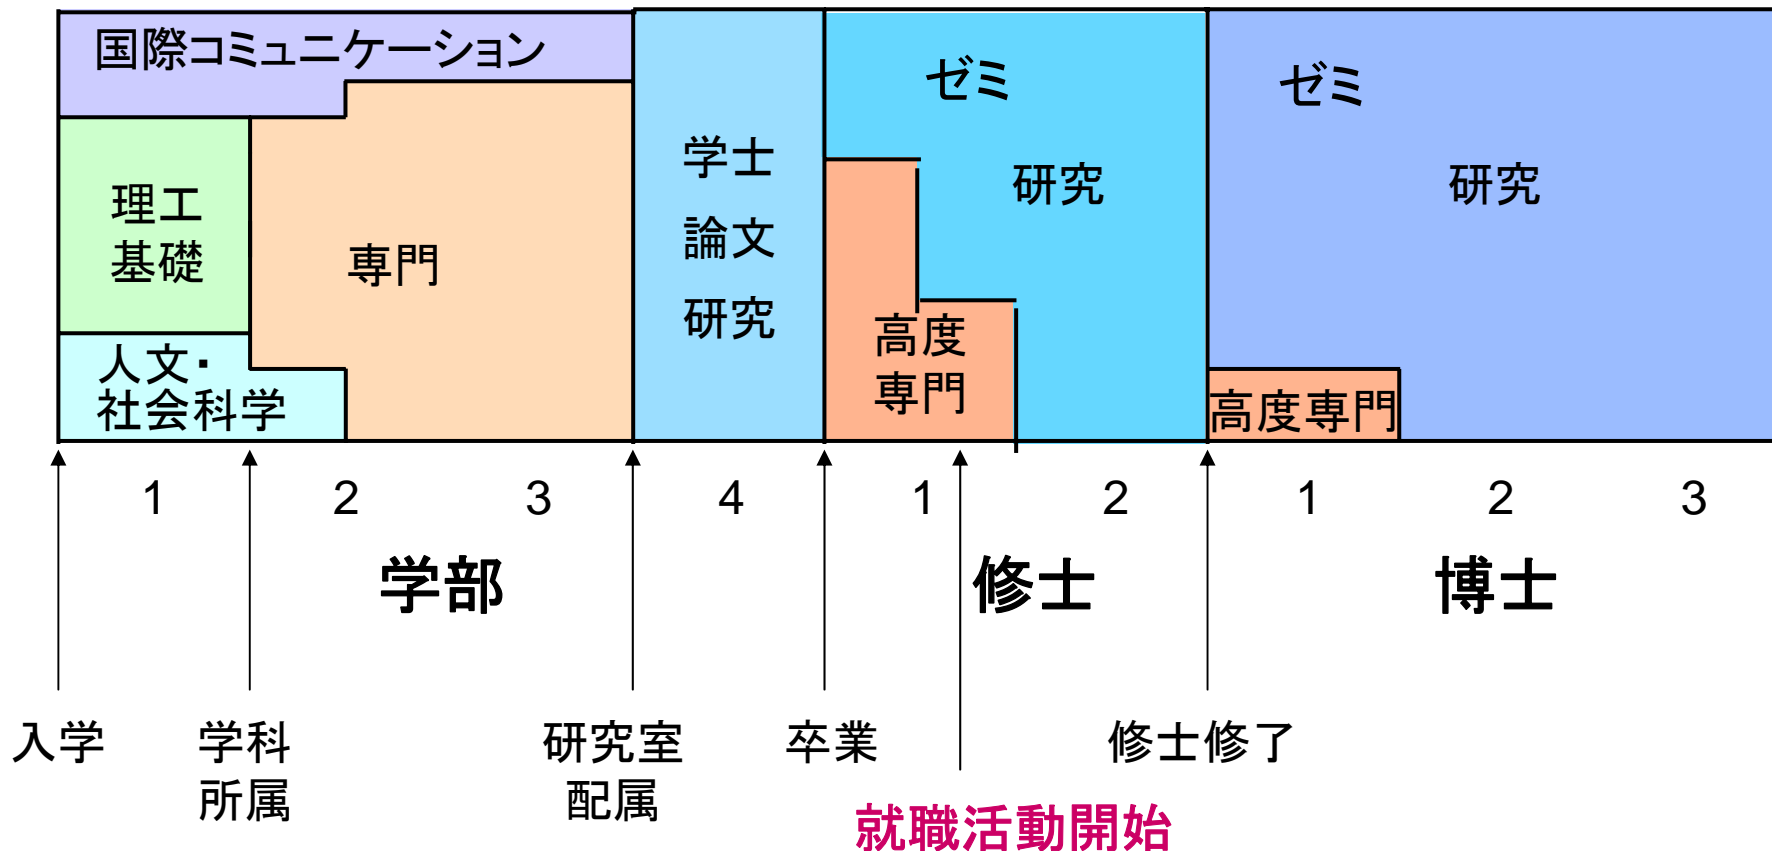 国際コミュニケーション
理工
基礎
人文・
社会科学
専門
学士
論文
研究
ゼミ
研究
高度
専門
ゼミ
研究
高度専門
1 2 3 4 1 2 1 2 3
学部 修士 博士
入学
学科
所属
研究室
配属
卒業
修士修了
就職活動開始